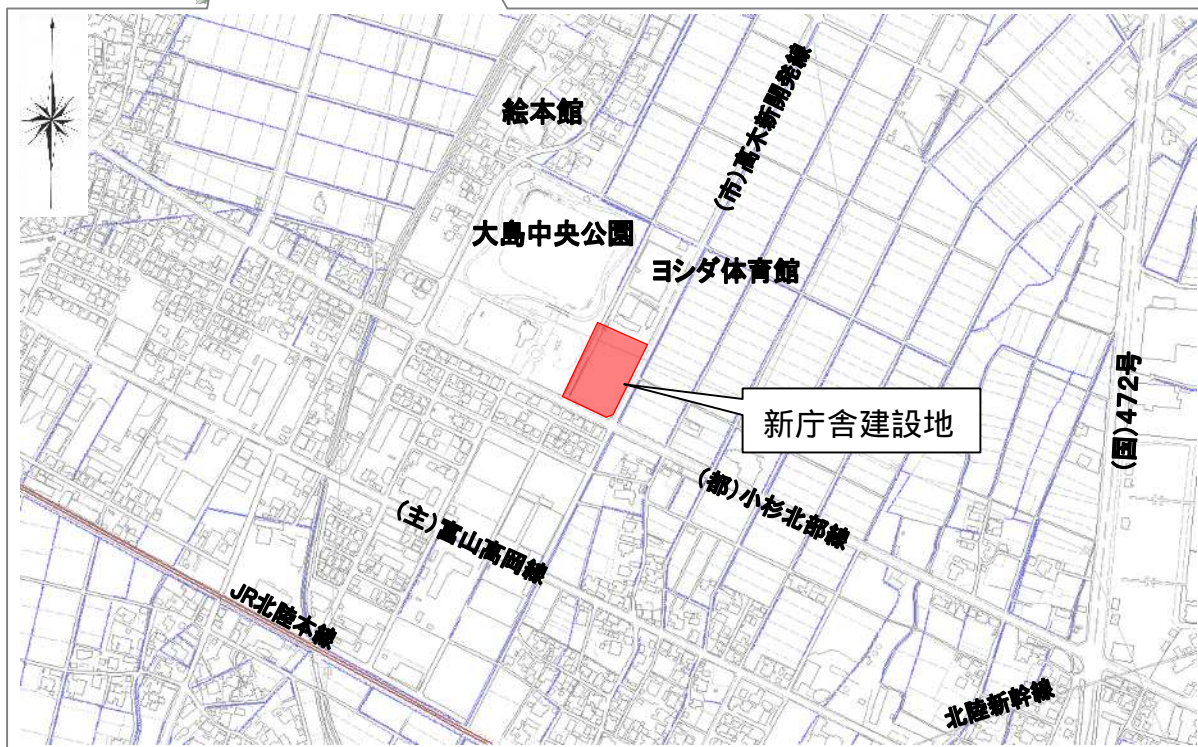 絵本館
(市)高木新開発線
大島中央公園
ヨシダ体育館
(国)472号
新庁舎建設地
(都)小杉北部線
(主)富山高岡線
JR北陸本線
北陸新幹線